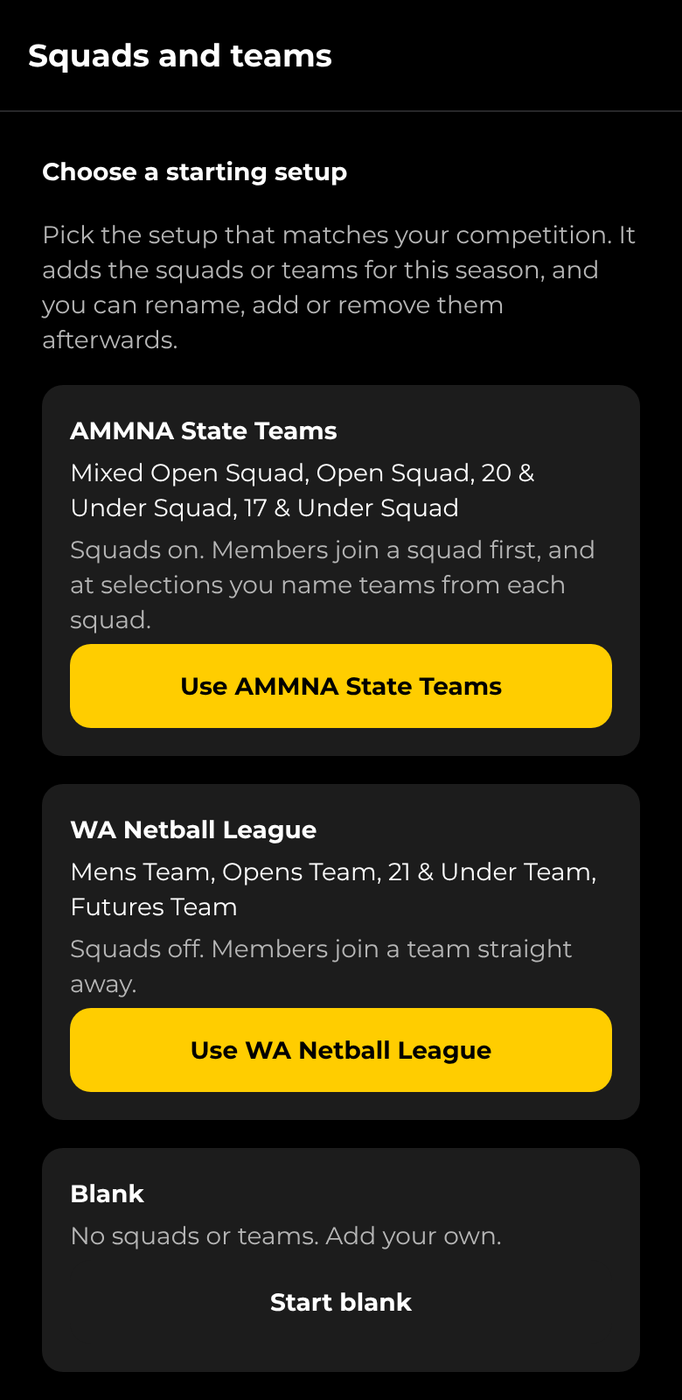 Squads and teams
Choose a starting setup
Pick the setup that matches your competition. It
adds the squads or teams for this season, and
you can rename, add or remove them
afterwards.
AMMNA State Teams
Mixed Open Squad, Open Squad, 20 &
Under Squad, 17 & Under Squad
Squads on. Members join a squad first, and
at selections you name teams from each
squad.
Use AMMNA State Teams
WA Netball League
Mens Team, Opens Team, 21 & Under Team,
Futures Team
Squads off. Members join a team straight
away.
Use WA Netball League
Blank
No squads or teams. Add your own.
Start blank